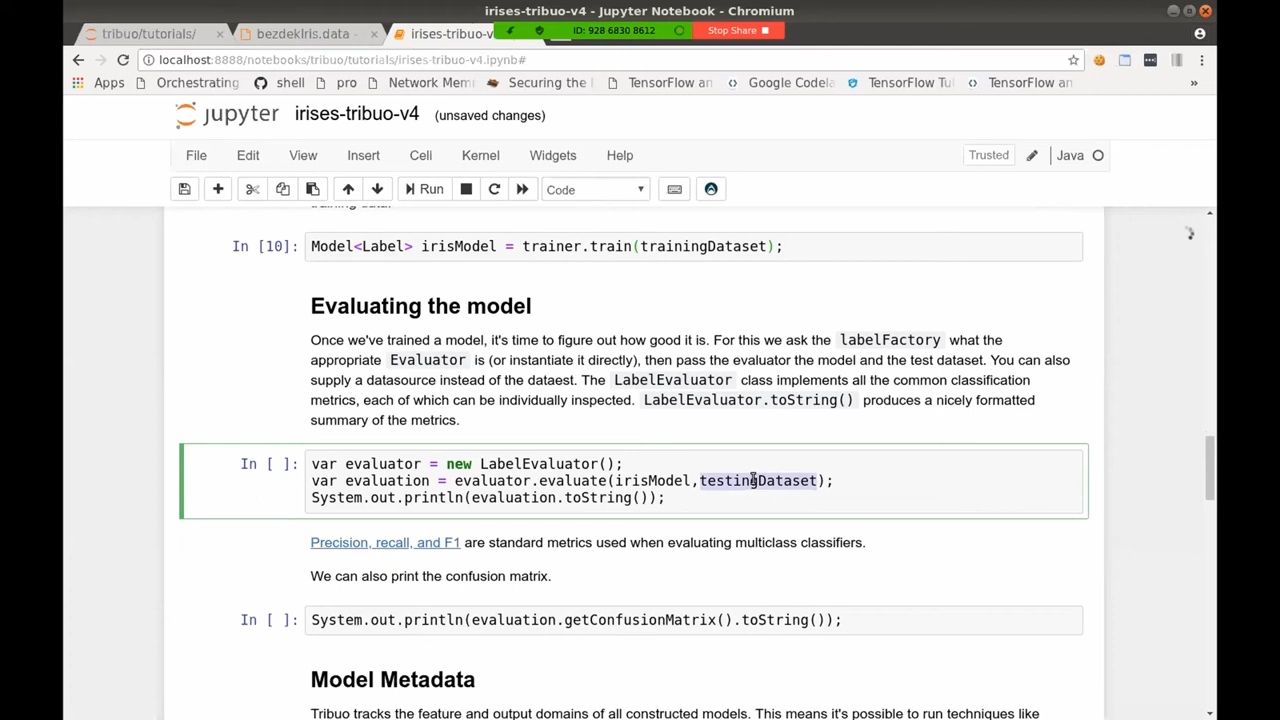 irises-tribuo-v4 - Jupyter Notebook - Chromium
tribuo/tutorials/
bezdekIris.data -
irises-tribuo-v
ID: 928 6830 8612
Stop Share
localhost:8888/notebooks/tribuo/tutorials/irises-tribuo-v4.ipynb#
Apps
Orchestrating
shell
pro
Network Mem
Securing the
TensorFlow an
Google Codela
TensorFlow Tut
TensorFlow an
»
jupyter
irises-tribuo-v4
(unsaved changes)
File
Edit
View
Insert
Cell
Kernel
Widgets
Help
Trusted
Java
Run
Code
training data.
In [10]: Model<Label> irisModel = trainer.train(trainingDataset);
Evaluating the model
Once we've trained a model, it's time to figure out how good it is. For this we ask the labelFactory what the
appropriate Evaluator is (or instantiate it directly), then pass the evaluator the model and the test dataset. You can also
supply a datasource instead of the dataest. The LabelEvaluator class implements all the common classification
metrics, each of which can be individually inspected. LabelEvaluator.toString() produces a nicely formatted
summary of the metrics.
In [ ]: var evaluator = new LabelEvaluator();
var evaluation = evaluator.evaluate(irisModel,testingDataset);
System.out.println(evaluation.toString());
Precision, recall, and F1 are standard metrics used when evaluating multiclass classifiers.
We can also print the confusion matrix.
In [ ]: System.out.println(evaluation.getConfusionMatrix().toString());
Model Metadata
Tribuo tracks the feature and output domains of all constructed models. This means it's possible to run techniques like